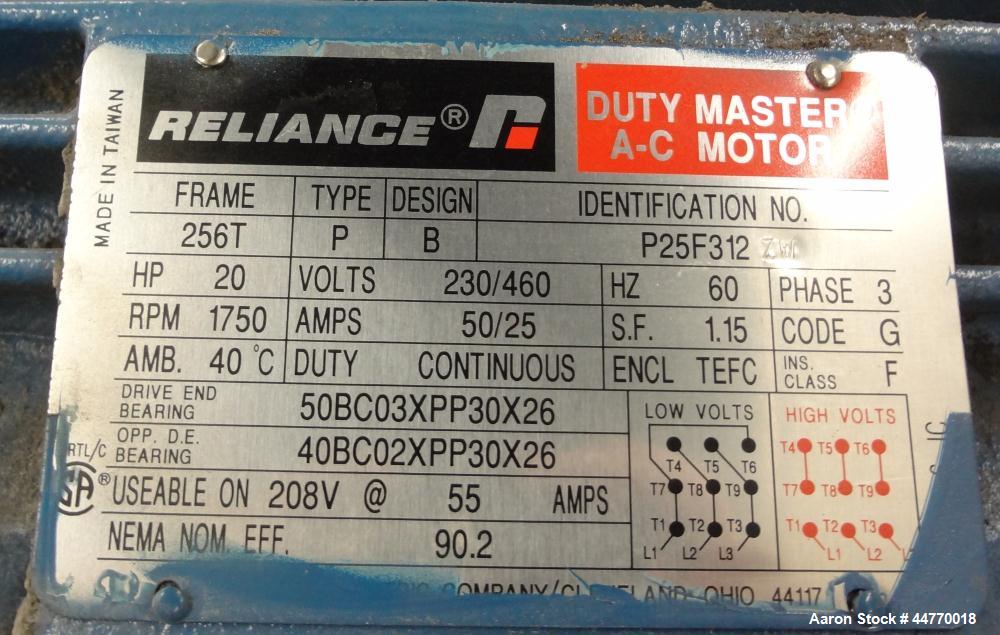 MADE IN TAIWAN
RELIANCE®
DUTY MASTER
A-C MOTOR
FRAME TYPE DESIGN IDENTIFICATION NO.
256T P B P25F312
HP 20 VOLTS 230/460 HZ 60 PHASE 3
RPM 1750 AMPS 50/25 S.F. 1.15 CODE G
AMB. 40 °C DUTY CONTINUOUS ENCL TEFC INS. CLASS F
DRIVE END BEARING 50BC03XPP30X26
OPP. D.E. BEARING 40BC02XPP30X26
USEABLE ON 208V @ 55 AMPS
NEMA NOM EFF. 90.2
LOW VOLTS
T4 T5 T6
T7 T8 T9
T1 T2 T3
L1 L2 L3
HIGH VOLTS
T4 T5 T6
T7 T8 T9
T1 T2 T3
L1 L2
RTL/C
SA®
COMPANY/CLEVELAND OHIO 44117
Aaron Stock # 44770018